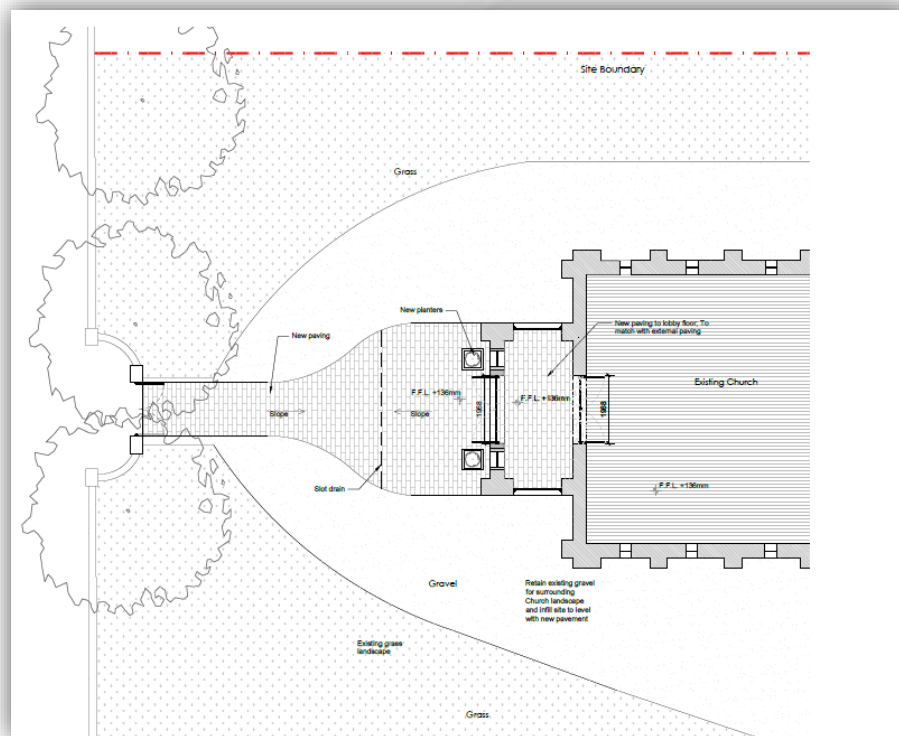 Site Boundary
Grass
New planters
New paving
New paving to lobby floor; To
match with external paving
Existing Church
F.F.L. +136mm
F.F.L. +136mm
Slope
Slope
1988
1988
Slot drain
F.F.L. +136mm
Gravel
Retain existing gravel
for surrounding
Church landscape
and infill site to level
with new pavement
Existing grass
landscape
Grass